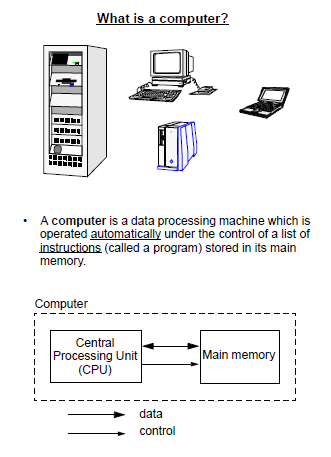 What is a computer?
• A computer is a data processing machine which is
operated automatically under the control of a list of
instructions (called a program) stored in its main
memory.
Computer
Central
Processing Unit
(CPU)
Main memory
data
control